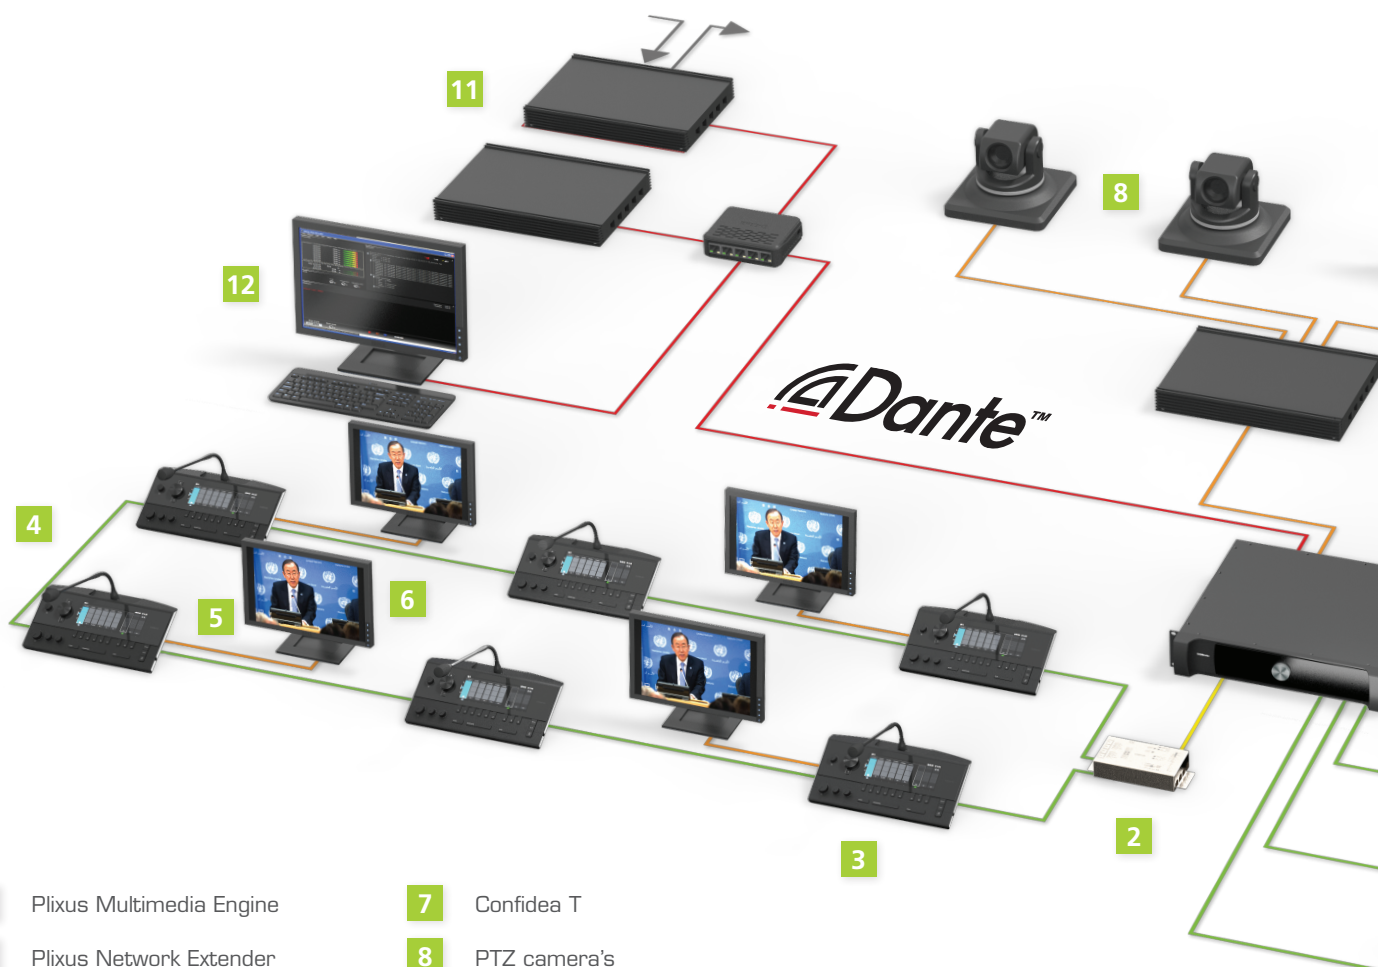 11
8
12
Dante™
4
5
6
3
2
Plixus Multimedia Engine
7 Confidea T
Plixus Network Extender
8 PTZ camera's